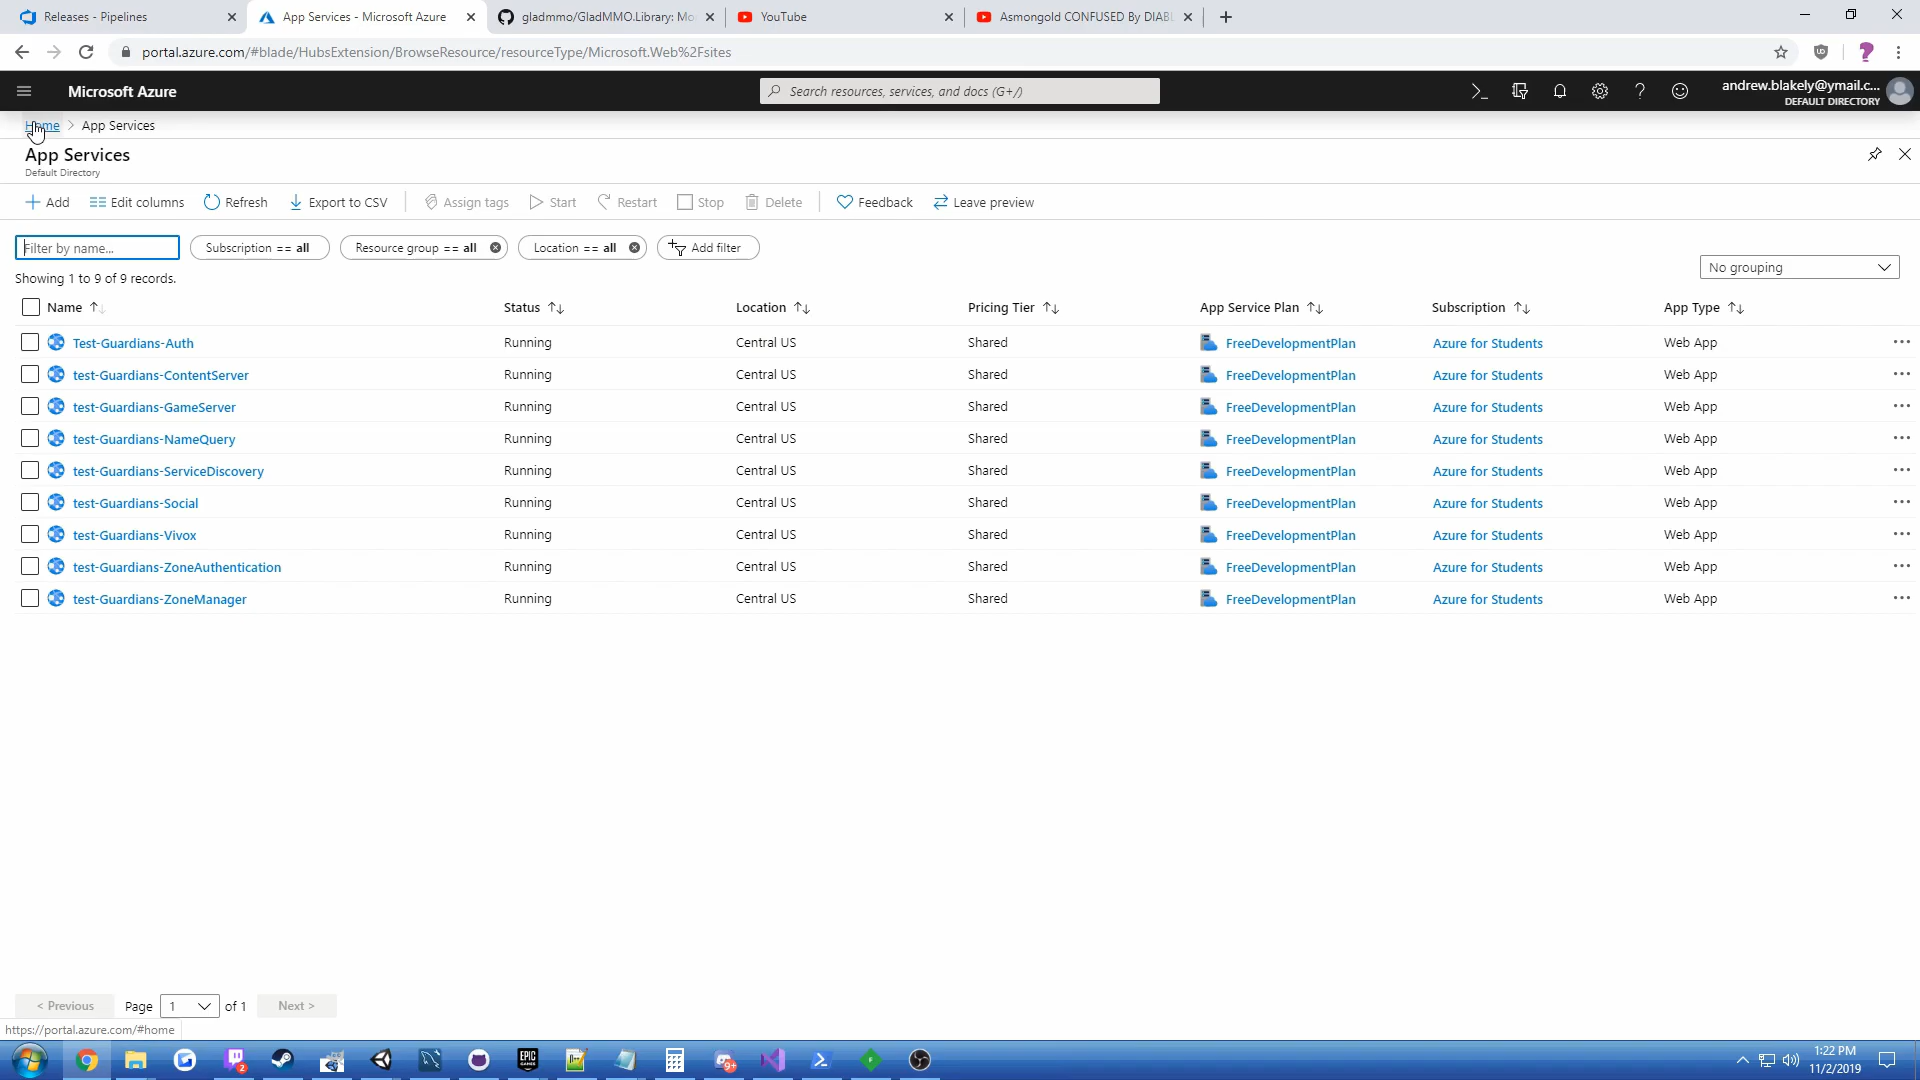 Releases - Pipelines
App Services - Microsoft Azure
gladmmo/GladMMO.Library: Mo
YouTube
Asmongold CONFUSED By DIAB
portal.azure.com/#blade/HubsExtension/BrowseResource/resourceType/Microsoft.Web%2Fsites
Microsoft Azure
Search resources, services, and docs (G+/)
andrew.blakely@ymail.c...
DEFAULT DIRECTORY
Home > App Services
App Services
Default Directory
Add
Edit columns
Refresh
Export to CSV
Assign tags
Start
Restart
Stop
Delete
Feedback
Leave preview
Filter by name...
Subscription == all
Resource group == all
Location == all
Add filter
Showing 1 to 9 of 9 records.
No grouping
Name Status Location Pricing Tier App Service Plan Subscription App Type
Test-Guardians-Auth Running Central US Shared FreeDevelopmentPlan Azure for Students Web App ...
test-Guardians-ContentServer Running Central US Shared FreeDevelopmentPlan Azure for Students Web App ...
test-Guardians-GameServer Running Central US Shared FreeDevelopmentPlan Azure for Students Web App ...
test-Guardians-NameQuery Running Central US Shared FreeDevelopmentPlan Azure for Students Web App ...
test-Guardians-ServiceDiscovery Running Central US Shared FreeDevelopmentPlan Azure for Students Web App ...
test-Guardians-Social Running Central US Shared FreeDevelopmentPlan Azure for Students Web App ...
test-Guardians-Vivox Running Central US Shared FreeDevelopmentPlan Azure for Students Web App ...
test-Guardians-ZoneAuthentication Running Central US Shared FreeDevelopmentPlan Azure for Students Web App ...
test-Guardians-ZoneManager Running Central US Shared FreeDevelopmentPlan Azure for Students Web App ...
< Previous Page 1 of 1 Next >
https://portal.azure.com/#home
EPIC GAMES
2
9+
1:22 PM
11/2/2019